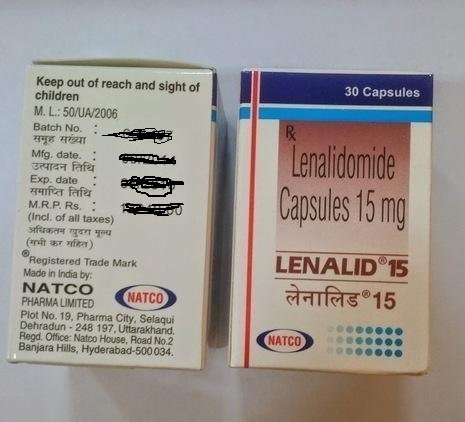 Keep out of reach and sight of
children
M. L.: 50/UA/2006
Batch No. :
समूह संख्या
Mfg. date. :
उत्पादन तिथि
Exp. date :
समाप्ति तिथि
M.R.P. Rs. :
(Incl. of all taxes)
अधिकतम खुदरा मूल्य
(सभी कर सहित)
®Registered Trade Mark
Made in India by:
NATCO
PHARMA LIMITED
NATCO
Plot No. 19, Pharma City, Selaqui
Dehradun - 248 197, Uttarakhand.
Regd. Office: Natco House, Road No.2
Banjara Hills, Hyderabad-500 034.
30 Capsules
℞
Lenalidomide
Capsules 15 mg
LENALID®15
लेनालिड®15
NATCO